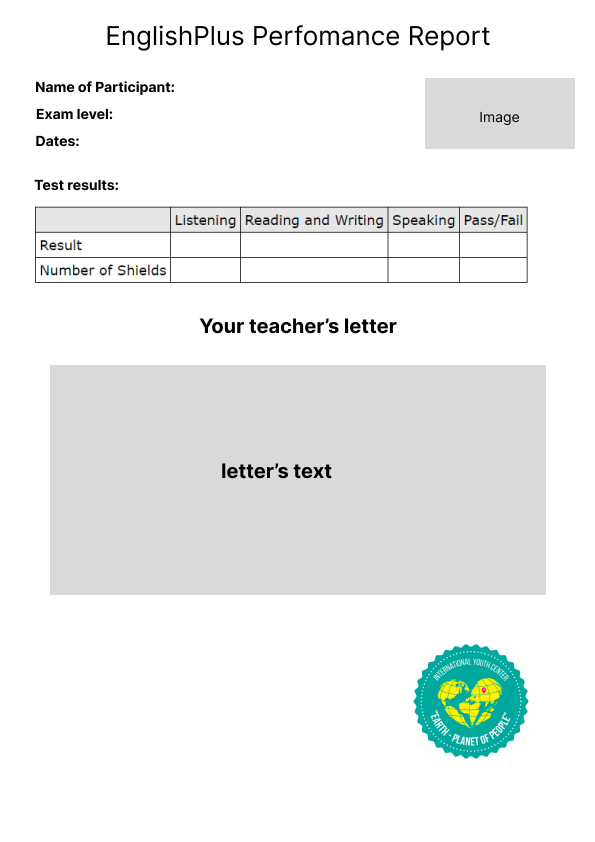 EnglishPlus Perfomance Report
Name of Participant:
Exam level:
Image
Dates:
Test results:
Listening Reading and Writing Speaking Pass/Fail
Result
Number of Shields
Your teacher’s letter
letter’s text
INTERNATIONAL YOUTH CENTER
"EARTH - PLANET OF PEOPLE"